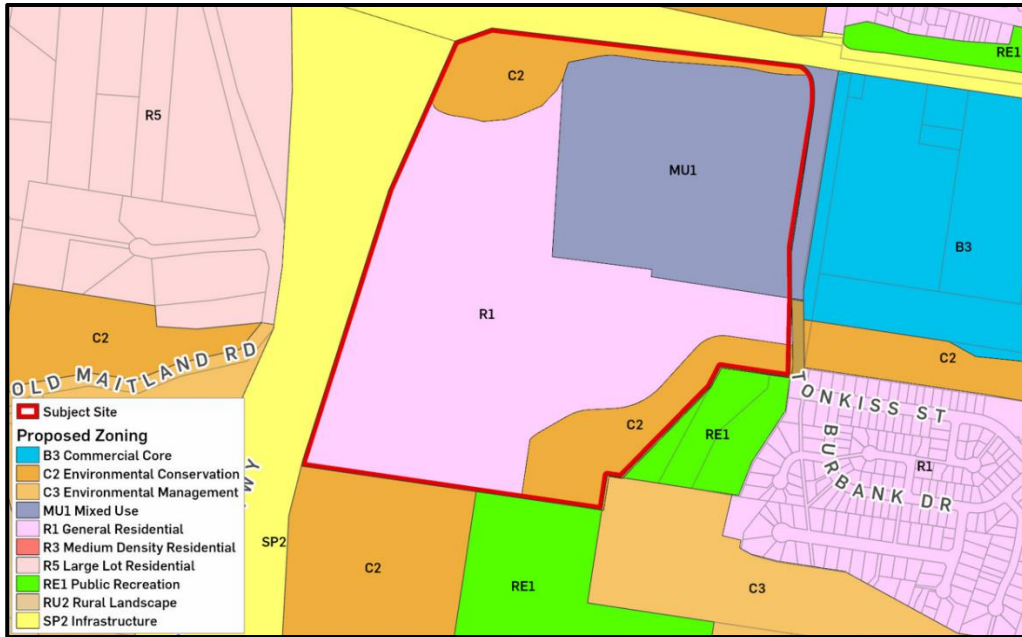 RE1
C2
R5
MU1
B3
R1
C2
C2
OLD MAITLAND RD
TONKISS ST
C2
RE1
BURBANK DR
R1
WY
SP2
C2
RE1
C3
Subject Site
Proposed Zoning
B3 Commercial Core
C2 Environmental Conservation
C3 Environmental Management
MU1 Mixed Use
R1 General Residential
R3 Medium Density Residential
R5 Large Lot Residential
RE1 Public Recreation
RU2 Rural Landscape
SP2 Infrastructure